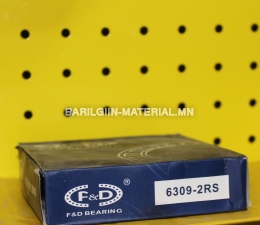 BARILGIIN-MATERIAL.MN
F&D
®
6309-2RS
F&D BEARING